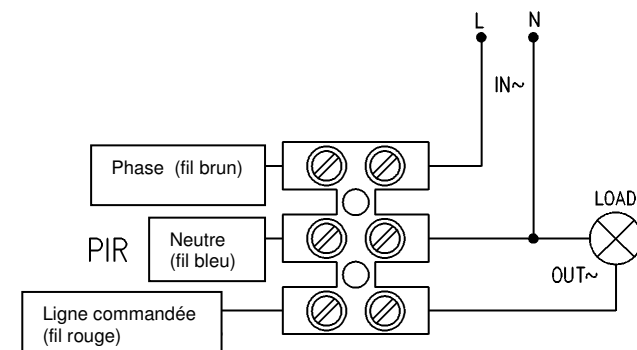 L N
IN~
Phase (fil brun)
LOAD
PIR
Neutre
(fil bleu)
OUT~
Ligne commandée
(fil rouge)